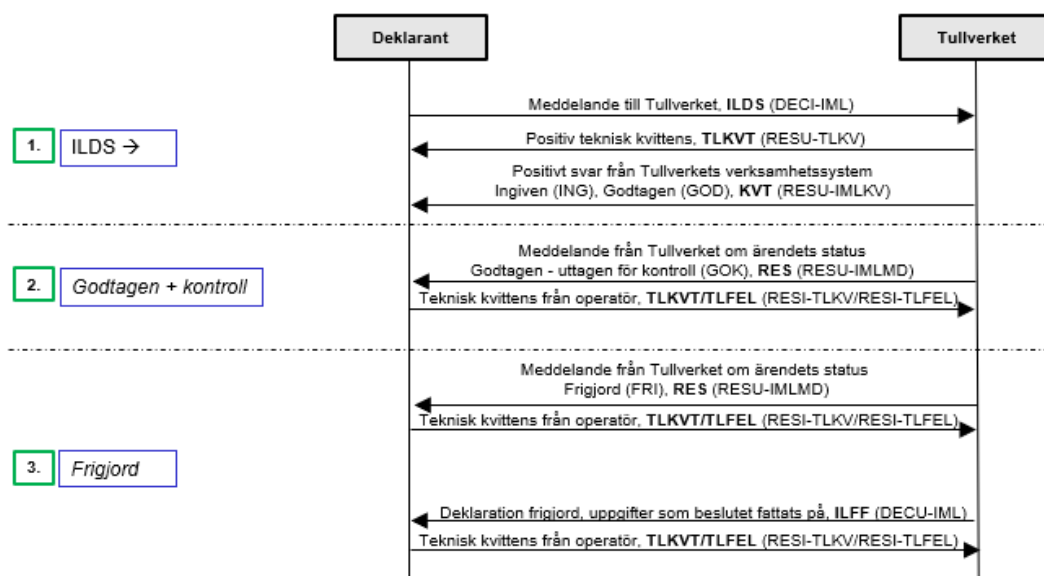 Deklarant
Tullverket
Meddelande till Tullverket, ILDS (DECI-IML)
1.
ILDS →
Positiv teknisk kvittens, TLKVT (RESU-TLKV)
Positivt svar från Tullverkets verksamhetssystem
Ingiven (ING), Godtagen (GOD), KVT (RESU-IMLKV)
Meddelande från Tullverket om ärendets status
Godtagen - uttagen för kontroll (GOK), RES (RESU-IMLMD)
2.
Godtagen + kontroll
Teknisk kvittens från operatör, TLKVT/TLFEL (RESI-TLKV/RESI-TLFEL)
Meddelande från Tullverket om ärendets status
Frigjord (FRI), RES (RESU-IMLMD)
Teknisk kvittens från operatör, TLKVT/TLFEL (RESI-TLKV/RESI-TLFEL)
3.
Frigjord
Deklaration frigjord, uppgifter som beslutet fattats på, ILFF (DECU-IML)
Teknisk kvittens från operatör, TLKVT/TLFEL (RESI-TLKV/RESI-TLFEL)